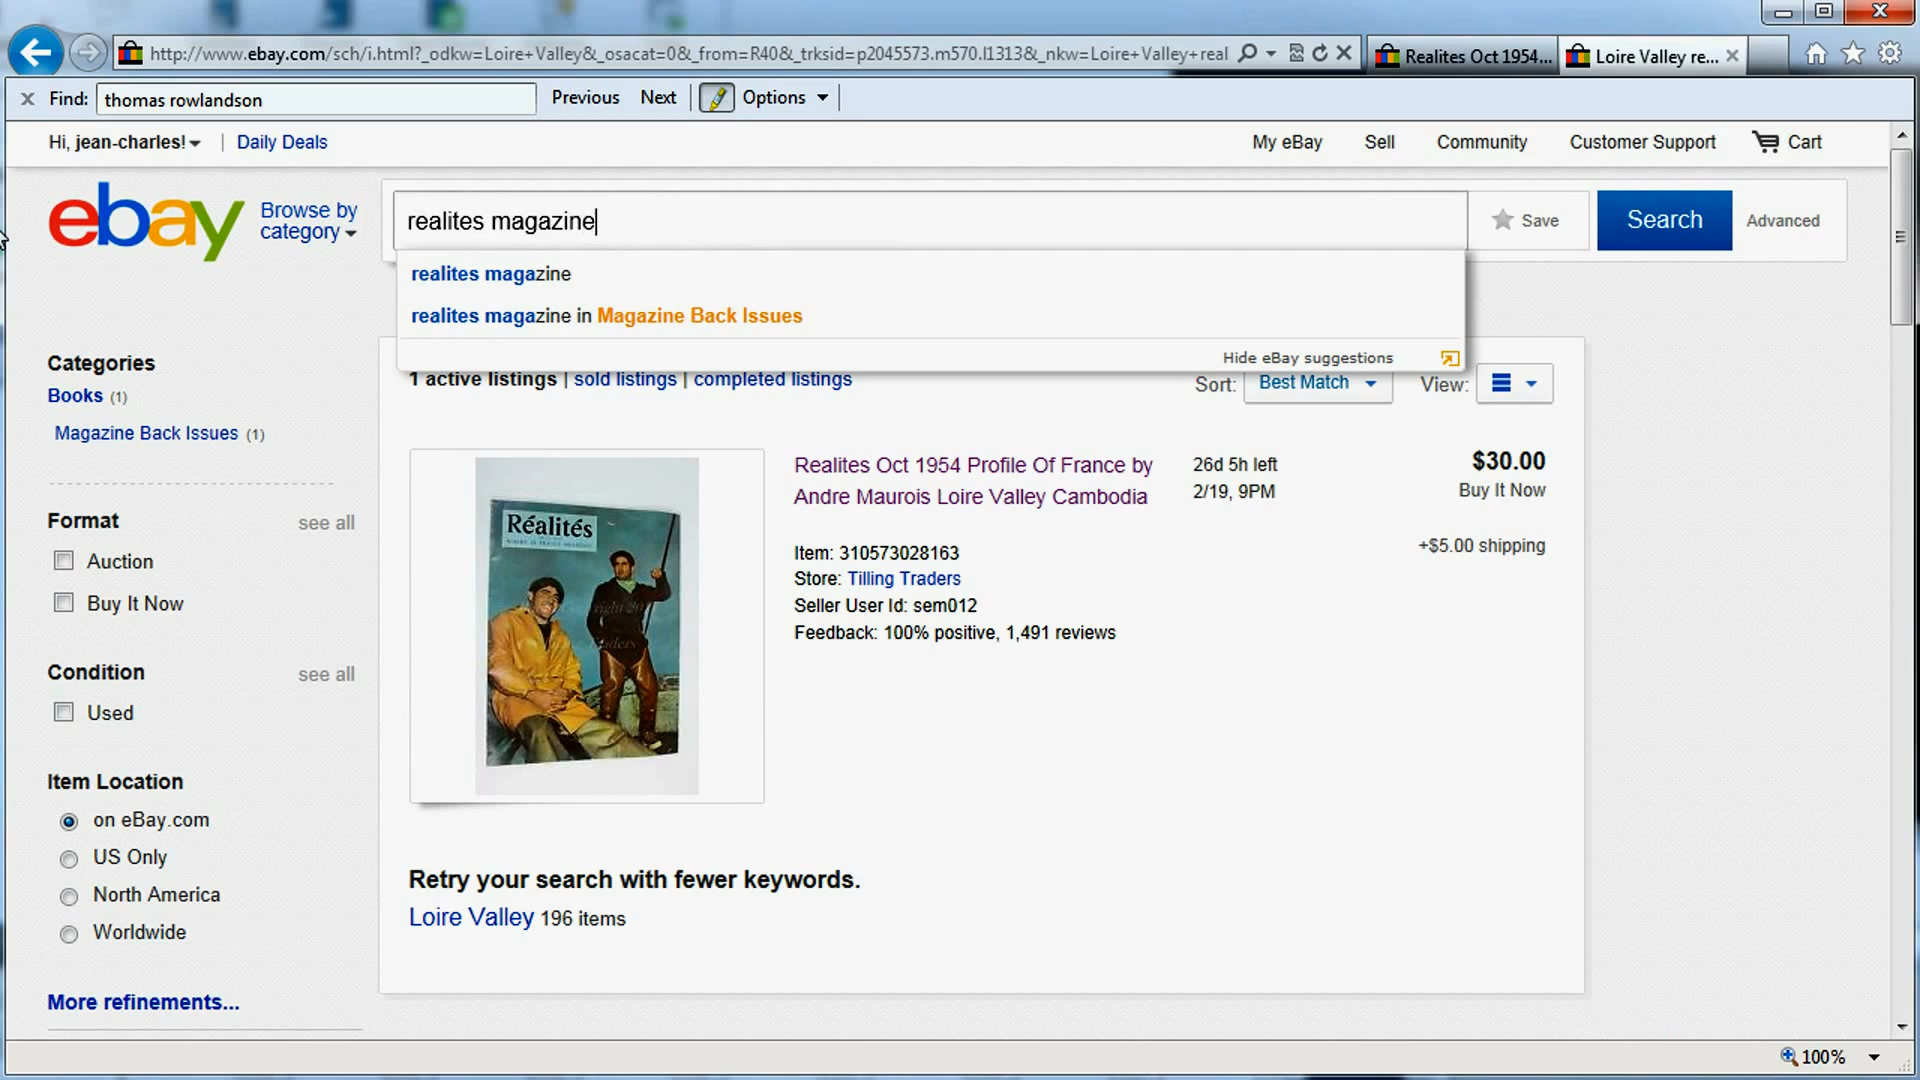 http://www.ebay.com/sch/i.html?_odkw=Loire+Valley&_osacat=0&_from=R40&_trksid=p2045573.m570.l1313&_nkw=Loire+Valley+real
Realites Oct 1954...
Loire Valley re...
Find: thomas rowlandson
Previous Next Options
Hi, jean-charles! Daily Deals
My eBay Sell Community Customer Support Cart
ebay
Browse by
category
realites magazine
Save
Search
Advanced
realites magazine
realites magazine in Magazine Back Issues
Hide eBay suggestions
Categories
Books (1)
Magazine Back Issues (1)
Format see all
Auction
Buy It Now
Condition see all
Used
Item Location
on eBay.com
US Only
North America
Worldwide
More refinements...
1 active listings | sold listings | completed listings
Sort: Best Match
View:
Réalités
Realites Oct 1954 Profile Of France by
Andre Maurois Loire Valley Cambodia
26d 5h left
2/19, 9PM
$30.00
Buy It Now
+$5.00 shipping
Item: 310573028163
Store: Tilling Traders
Seller User Id: sem012
Feedback: 100% positive, 1,491 reviews
Retry your search with fewer keywords.
Loire Valley 196 items
100%